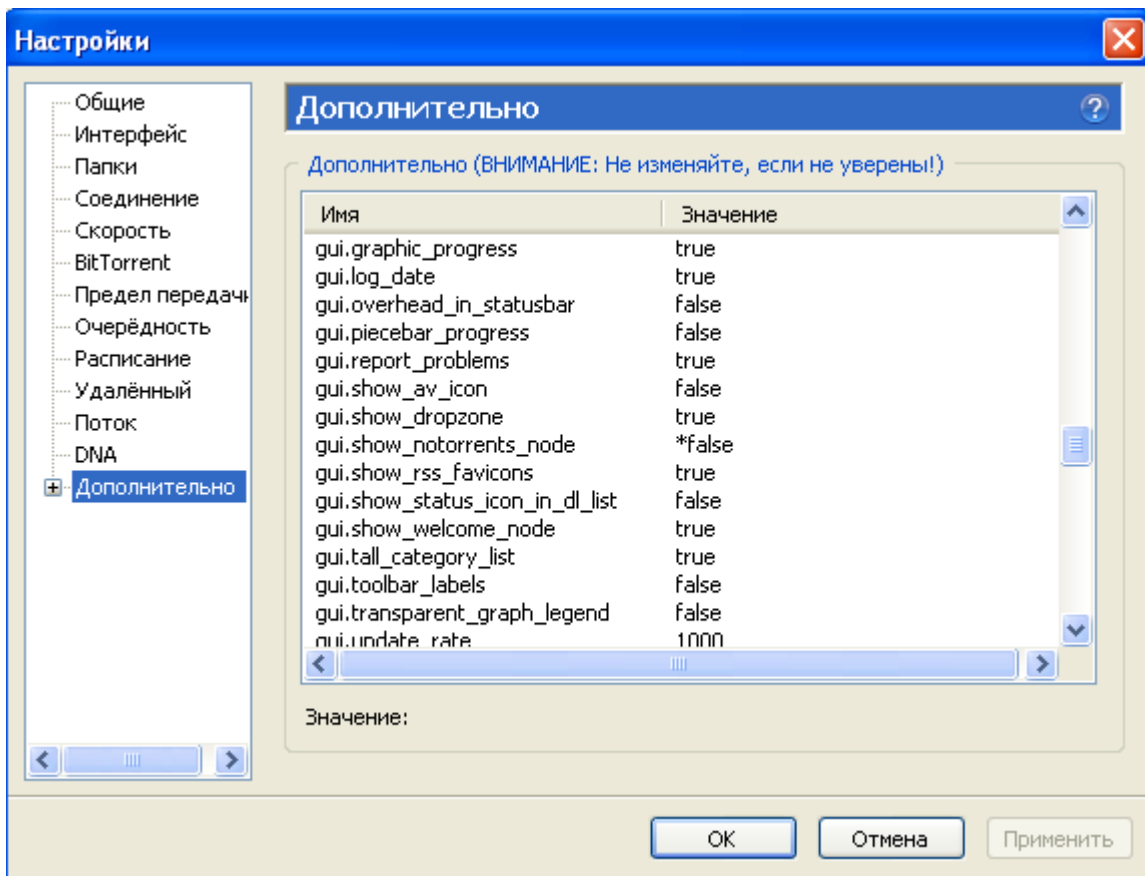 Настройки
Общие
Интерфейс
Папки
Соединение
Скорость
BitTorrent
Предел передачи
Очерёдность
Расписание
Удалённый
Поток
DNA
Дополнительно
Дополнительно
Дополнительно (ВНИМАНИЕ: Не изменяйте, если не уверены!)
Имя Значение
gui.graphic_progress true
gui.log_date true
gui.overhead_in_statusbar false
gui.piecebar_progress false
gui.report_problems true
gui.show_av_icon false
gui.show_dropzone true
gui.show_notorrents_node *false
gui.show_rss_favicons true
gui.show_status_icon_in_dl_list false
gui.show_welcome_node true
gui.tall_category_list true
gui.toolbar_labels false
gui.transparent_graph_legend false
gui.update_rate 1000
Значение:
OK Отмена Применить